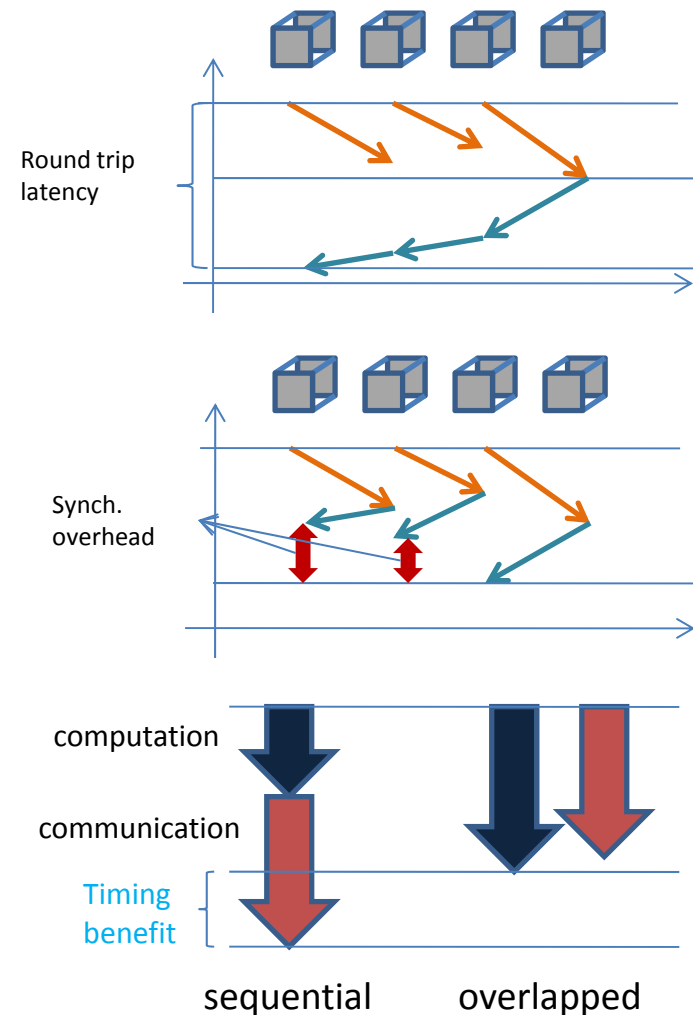 Round trip
latency
Synch.
overhead
computation
communication
Timing
benefit
sequential
overlapped